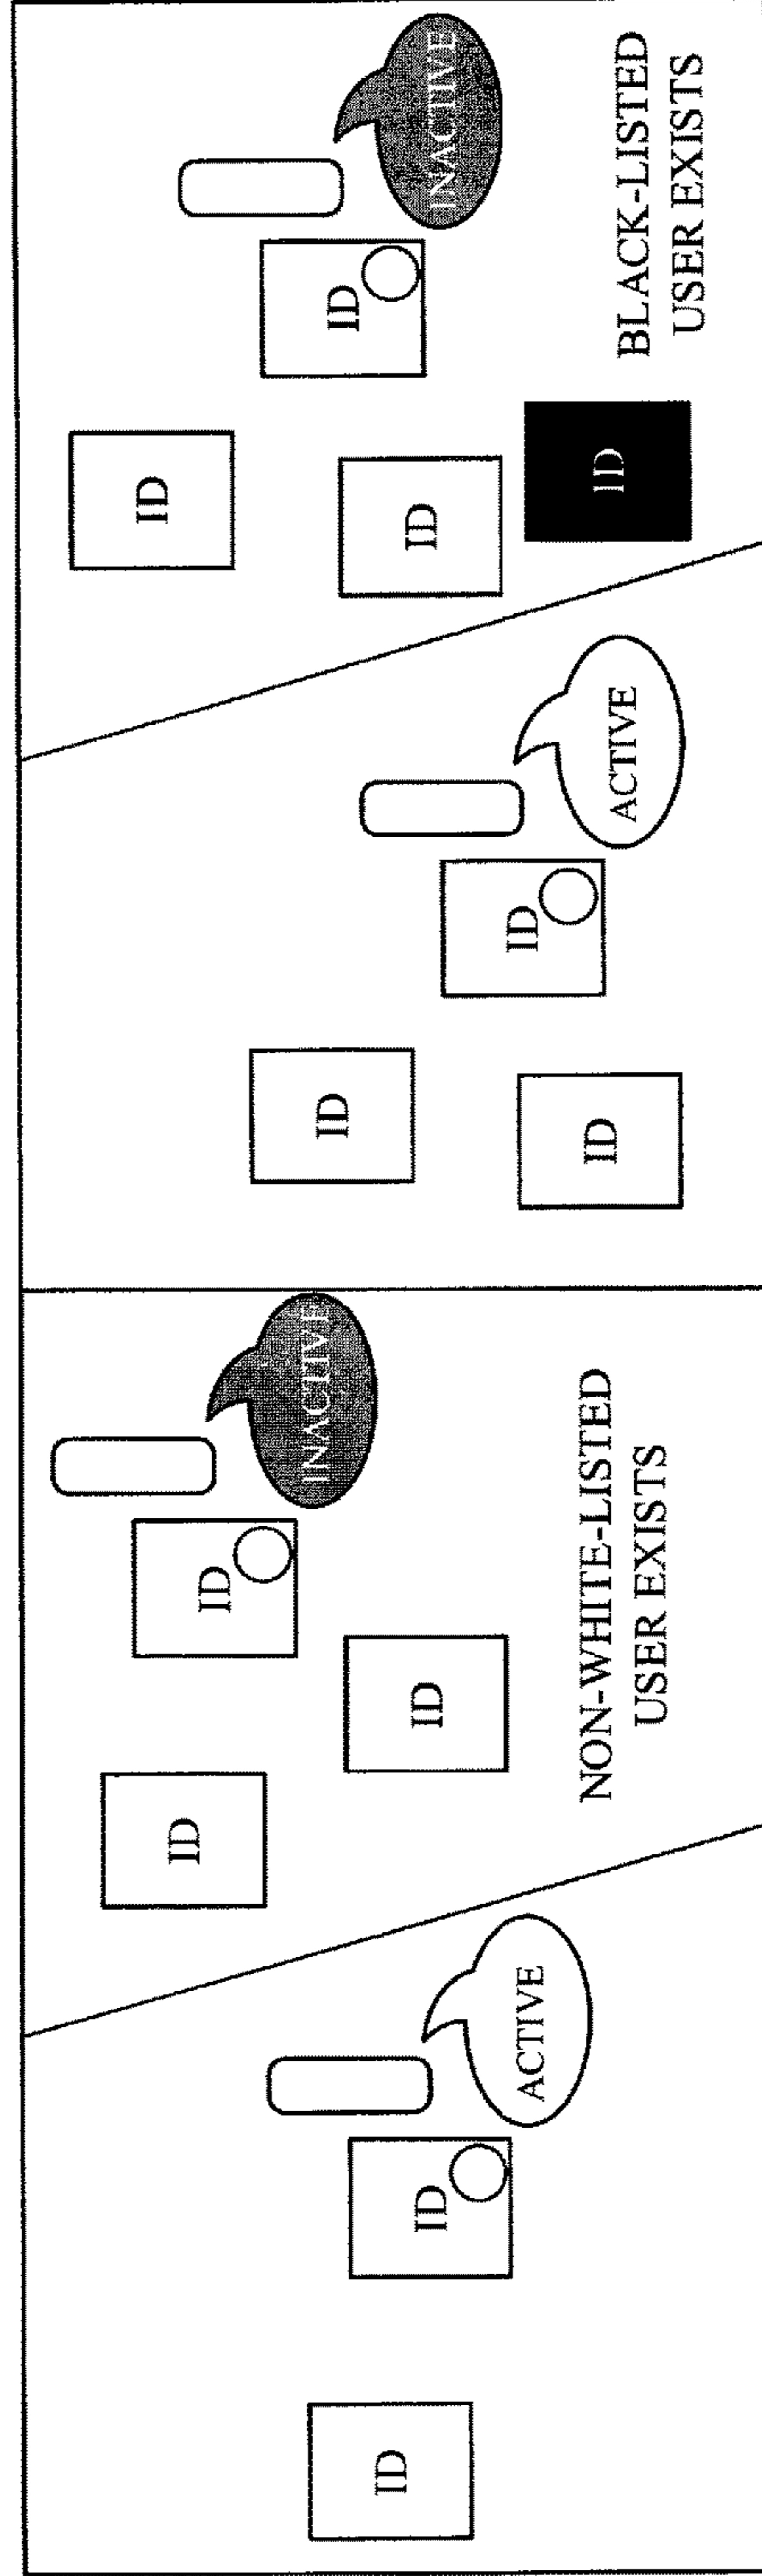 ID
ID
ACTIVE
ID
ID
ID
INACTIVE
NON-WHITE-LISTED
USER EXISTS
ID
ID
ID
ACTIVE
ID
ID
ID
ID
INACTIVE
BLACK-LISTED
USER EXISTS